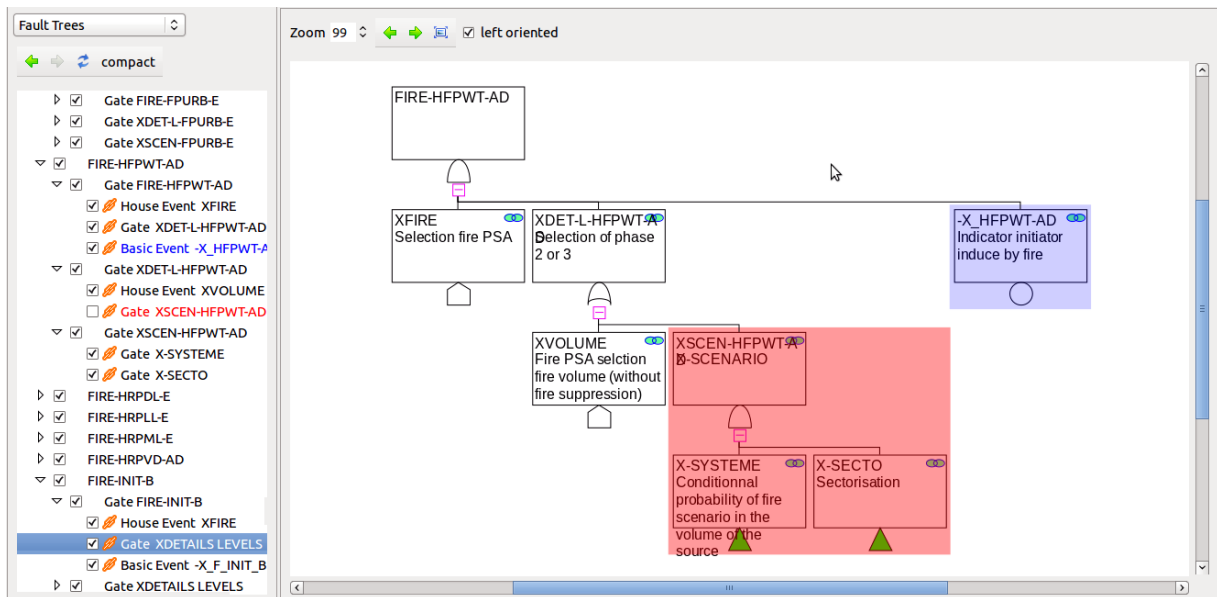 Fault Trees
compact
Gate FIRE-FPURB-E
Gate XDET-L-FPURB-E
Gate XSCEN-FPURB-E
FIRE-HFPWT-AD
Gate FIRE-HFPWT-AD
House Event XFIRE
Gate XDET-L-HFPWT-AD
Basic Event -X_HFPWT-A
Gate XDET-L-HFPWT-AD
House Event XVOLUME
Gate XSCEN-HFPWT-AD
Gate XSCEN-HFPWT-AD
Gate X-SYSTEME
Gate X-SECTO
FIRE-HRPDL-E
FIRE-HRPLL-E
FIRE-HRPML-E
FIRE-HRPVD-AD
FIRE-INIT-B
Gate FIRE-INIT-B
House Event XFIRE
Gate XDETAILS LEVELS
Basic Event -X_F_INIT_B
Gate XDETAILS LEVELS
Zoom 99 left oriented
FIRE-HFPWT-AD
XFIRE
Selection fire PSA
XDET-L-HFPWT-A
D
Selection of phase
2 or 3
-X_HFPWT-AD
Indicator initiator
induce by fire
XVOLUME
Fire PSA selction
fire volume (without
fire suppression)
XSCEN-HFPWT-A
D
X-SCENARIO
X-SYSTEME
Conditionnal
probability of fire
scenario in the
volume of the
source
X-SECTO
Sectorisation